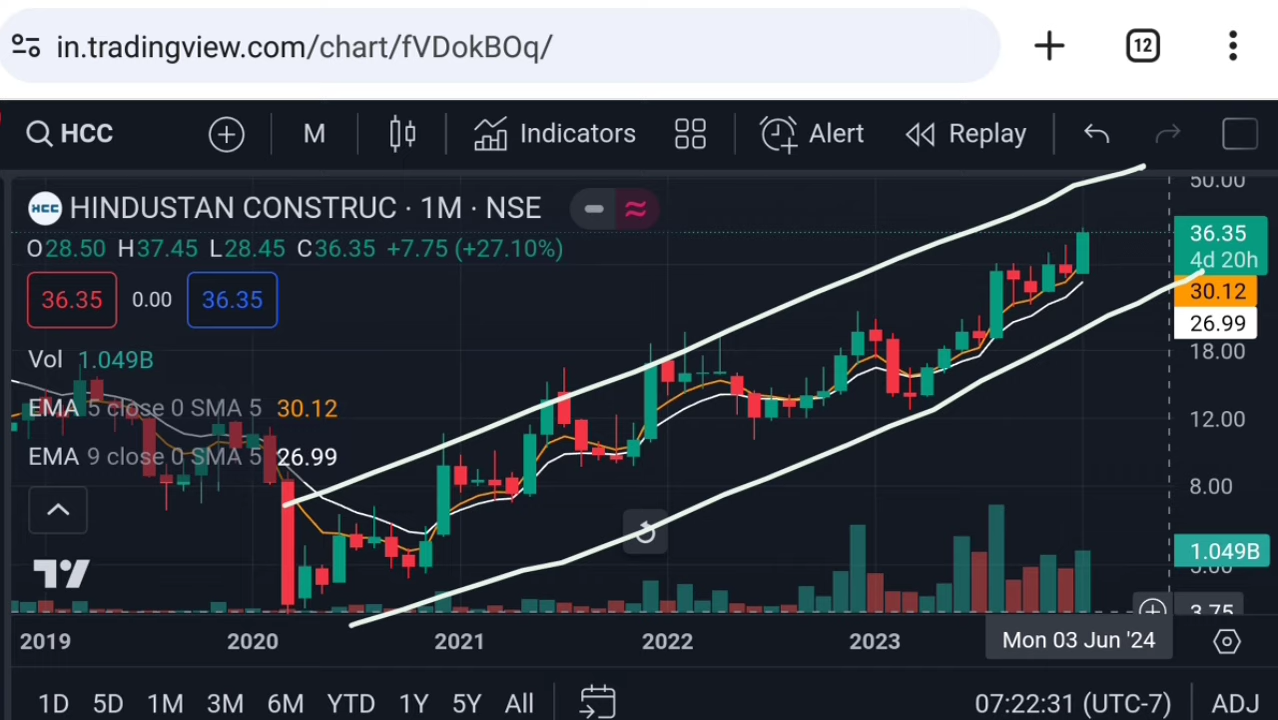 in.tradingview.com/chart/fVDokBOq/
12
HCC
M
Indicators
Alert
Replay
HCC
HINDUSTAN CONSTRUC · 1M · NSE
O28.50 H37.45 L28.45 C36.35 +7.75 (+27.10%)
36.35 0.00 36.35
Vol 1.049B
EMA 5 close 0 SMA 5 30.12
EMA 9 close 0 SMA 5 26.99
50.00
36.35
4d 20h
30.12
26.99
18.00
12.00
8.00
1.049B
5.00
3.75
2019 2020 2021 2022 2023 Mon 03 Jun '24
1D 5D 1M 3M 6M YTD 1Y 5Y All 07:22:31 (UTC-7) ADJ